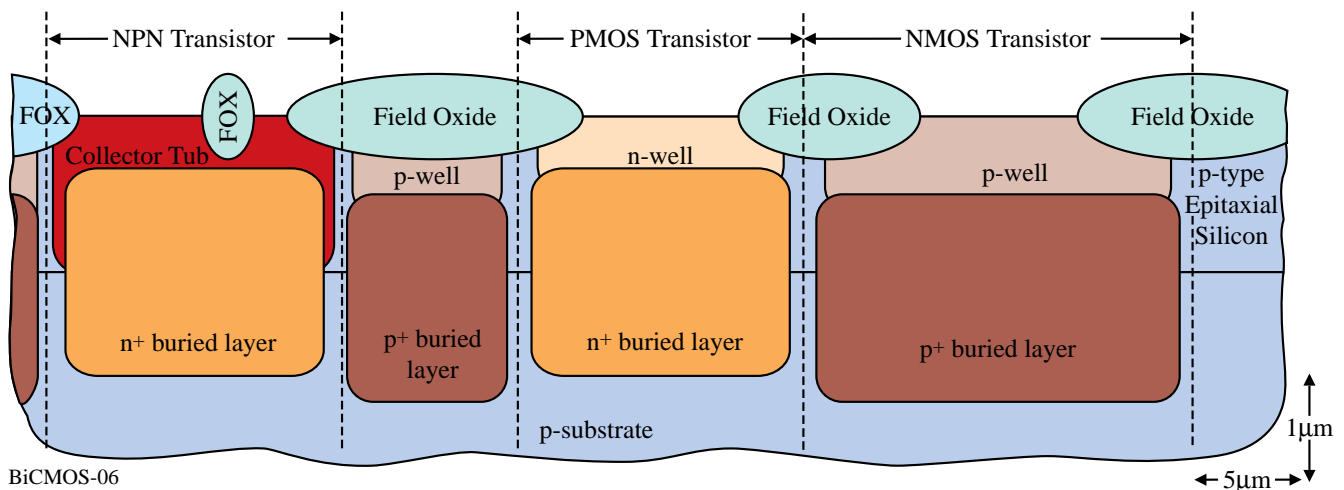 NPN Transistor
PMOS Transistor
NMOS Transistor
FOX
FOX
Field Oxide
Field Oxide
Field Oxide
Collector Tub
p-well
n-well
p-well
p-type
Epitaxial
Silicon
n+ buried layer
p+ buried
layer
n+ buried layer
p+ buried layer
p-substrate
1μm
5μm
BiCMOS-06